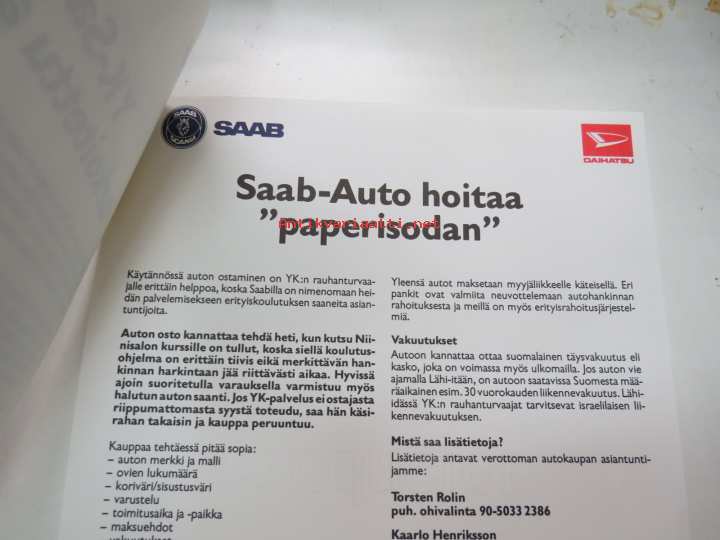 SAAB
SCANIA
SAAB
DAIHATSU
Saab-Auto hoitaa
”paperisodan”
Antikvariaatti.net
Käytännössä auton ostaminen on YK:n rauhanturvaa-
jalle erittäin helppoa, koska Saabilla on nimenomaan hei-
dän palvelemisekseen erityiskoulutuksen saaneita asian-
tuntijoita.
Auton osto kannattaa tehdä heti, kun kutsu Nii-
nisalon kurssille on tullut, koska siellä koulutus-
ohjelma on erittäin tiivis eikä merkittävän han-
kinnan harkintaan jää riittävästi aikaa. Hyvissä
ajoin suoritetulla varauksella varmistuu myös
halutun auton saanti. Jos YK-palvelus ei ostajasta
riippumattomasta syystä toteudu, saa hän käsi-
rahan takaisin ja kauppa peruuntuu.
Kauppaa tehtäessä pitää sopia:
– auton merkki ja malli
– ovien lukumäärä
– koriväri/sisustusväri
– varustelu
– toimitusaika ja -paikka
– maksuehdot
– vakuutukset
Yleensä autot maksetaan myyjäliikkeelle käteisellä. Eri
pankit ovat valmiita neuvottelemaan autohankinnan
rahoituksesta ja meillä on myös erityisrahoitusjärjestel-
miä.
Vakuutukset
Autoon kannattaa ottaa suomalainen täysvakuutus eli
kasko, joka on voimassa myös ulkomailla. Jos auton vie
ajamalla Lähi-itään, on autoon saatavissa Suomesta mää-
räaikainen esim. 30 vuorokauden liikennevakuutus. Lähi-
idässä YK:n rauhanturvaajat tarvitsevat israelilaisen lii-
kennevakuutuksen.
Mistä saa lisätietoja?
Lisätietoja antavat verottoman autokaupan asiantunti-
jamme:
Torsten Rolin
puh. ohivalinta 90-5033 2386
Kaarlo Henriksson